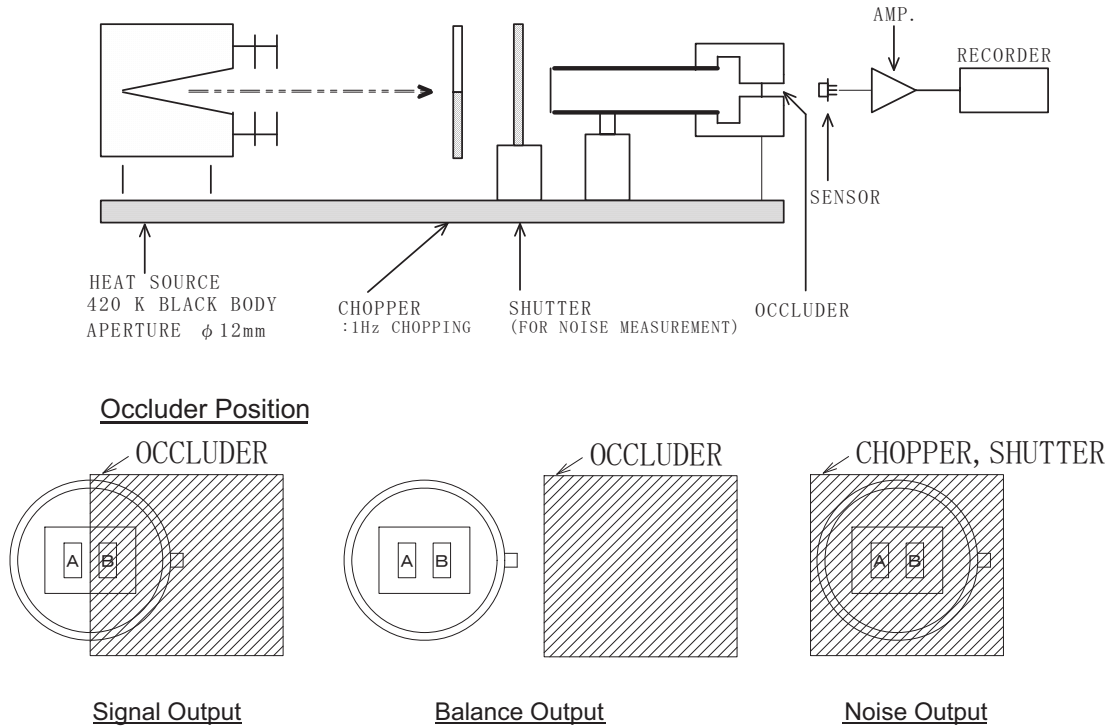 AMP.
RECORDER
SENSOR
HEAT SOURCE
420 K BLACK BODY
APERTURE φ12mm
CHOPPER
:1Hz CHOPPING
SHUTTER
(FOR NOISE MEASUREMENT)
OCCLUDER
Occluder Position
OCCLUDER
OCCLUDER
CHOPPER, SHUTTER
A B
A B
A B
Signal Output
Balance Output
Noise Output